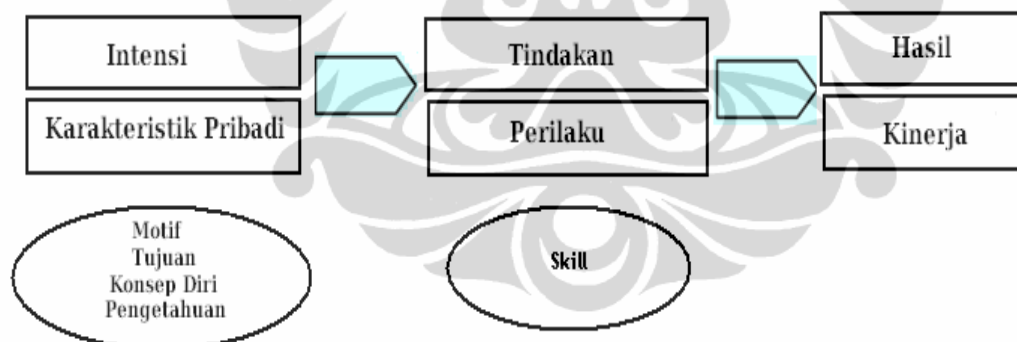 Intensi
Karakteristik Pribadi
Tindakan
Perilaku
Hasil
Kinerja
Motif
Tujuan
Konsep Diri
Pengetahuan
Skill